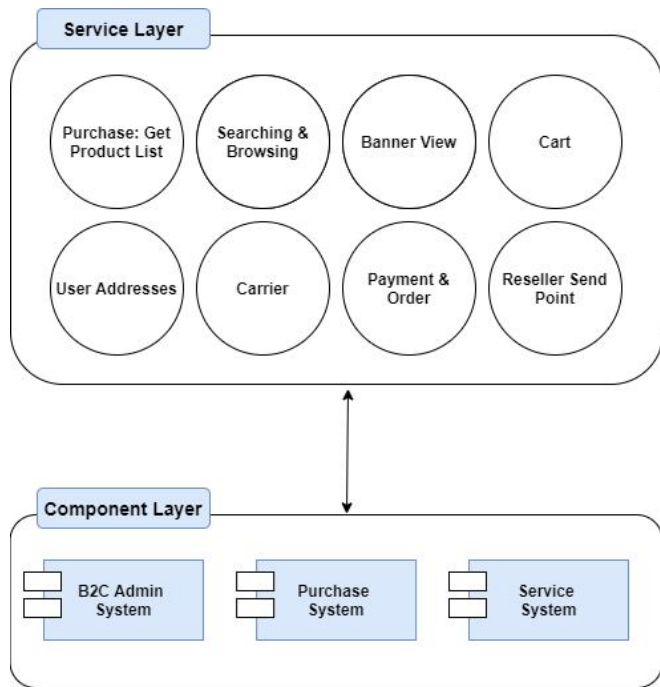 Service Layer
Purchase: Get
Product List
Searching &
Browsing
Banner View
Cart
User Addresses
Carrier
Payment &
Order
Reseller Send
Point
Component Layer
B2C Admin
System
Purchase
System
Service
System